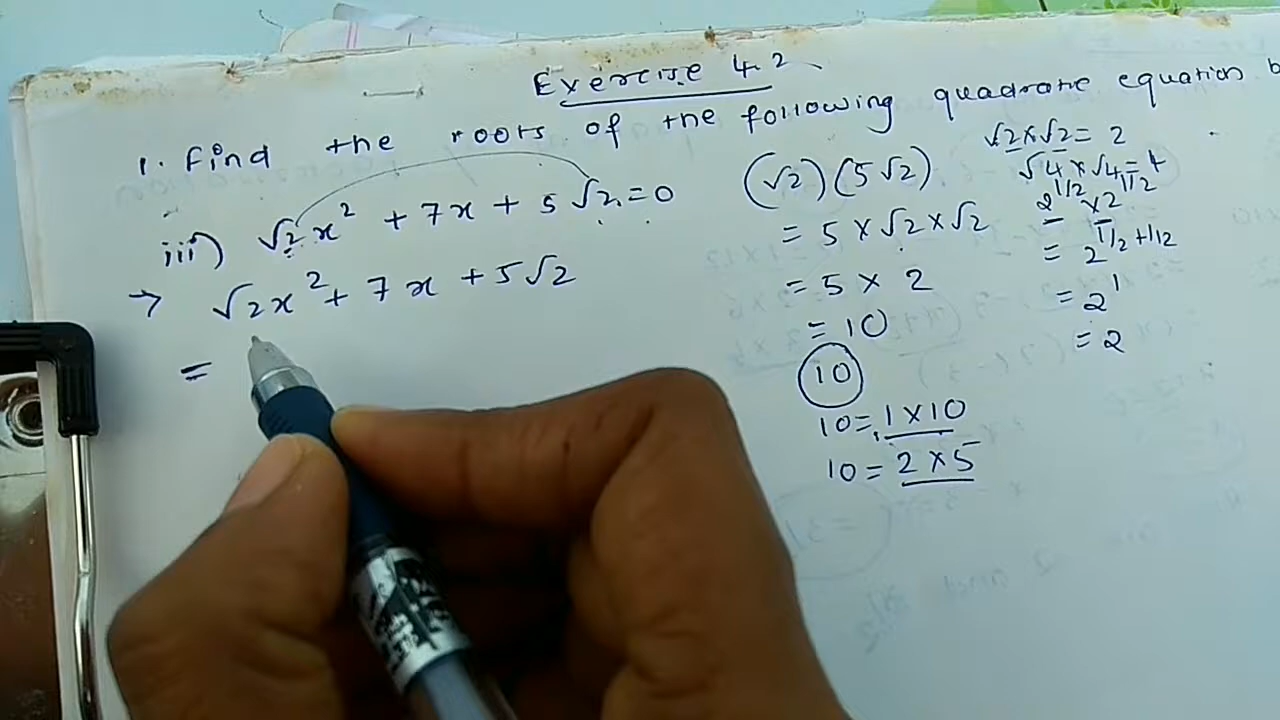 Exercise 4.2
1. Find the roots of the following quadratic equation b
iii) √2x² + 7x + 5√2 = 0
→ √2x² + 7x + 5√2
=
(√2)(5√2)
= 5 × √2 × √2
= 5 × 2
= 10
10
10 = 1 × 10
10 = 2 × 5
√2 × √2 = 2
√4 × √4 = 4
2^1/2 × 2^1/2
= 2^1/2 + 1/2
= 2^1
= 2